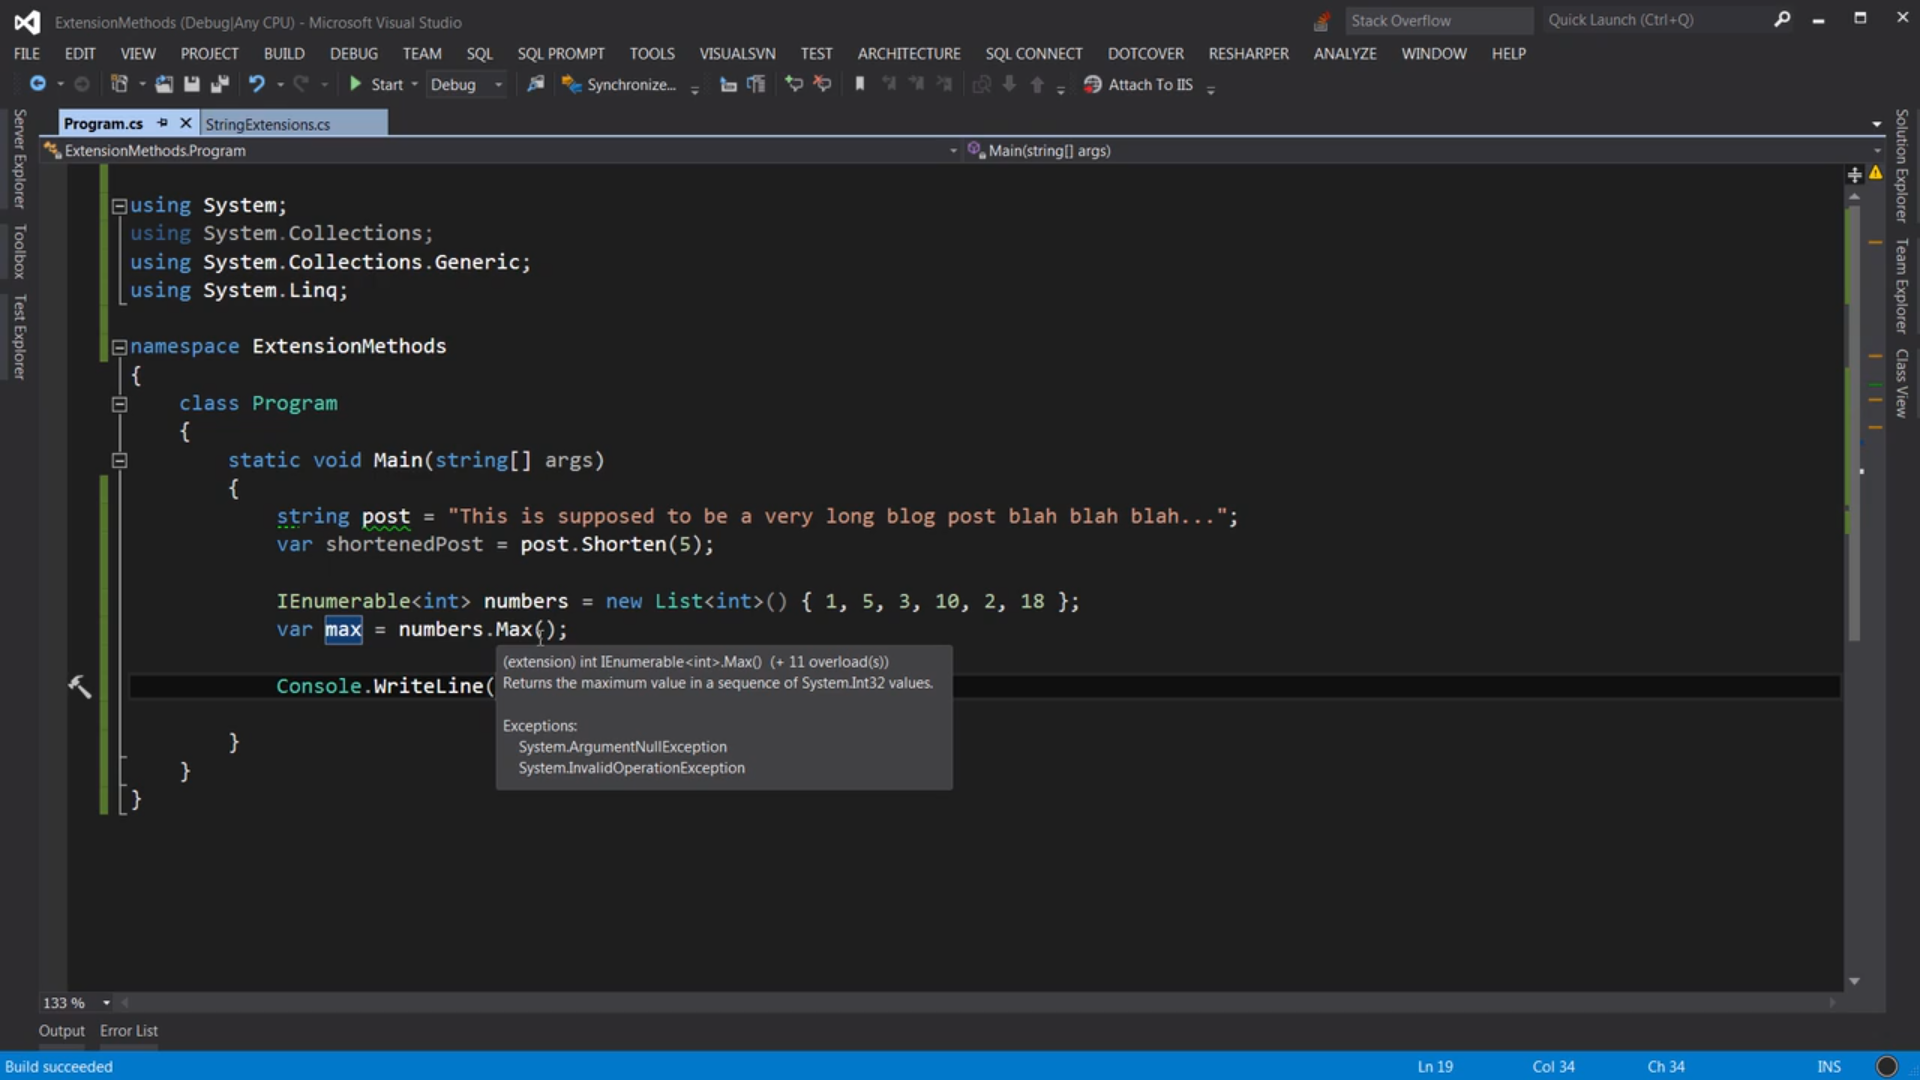 ExtensionMethods (Debug|Any CPU) - Microsoft Visual Studio
Stack Overflow
Quick Launch (Ctrl+Q)
FILE EDIT VIEW PROJECT BUILD DEBUG TEAM SQL SQL PROMPT TOOLS VISUALSVN TEST ARCHITECTURE SQL CONNECT DOTCOVER RESHARPER ANALYZE WINDOW HELP
Start Debug Synchronize... Attach To IIS
Program.cs StringExtensions.cs
ExtensionMethods.Program Main(string[] args)
Server Explorer
Toolbox
Test Explorer
Solution Explorer
Team Explorer
Class View
using System;
using System.Collections;
using System.Collections.Generic;
using System.Linq;
namespace ExtensionMethods
{
class Program
{
static void Main(string[] args)
{
string post = "This is supposed to be a very long blog post blah blah blah...";
var shortenedPost = post.Shorten(5);
IEnumerable<int> numbers = new List<int>() { 1, 5, 3, 10, 2, 18 };
var max = numbers.Max();
(extension) int IEnumerable<int>.Max() (+ 11 overload(s))
Returns the maximum value in a sequence of System.Int32 values.
Exceptions:
System.ArgumentNullException
System.InvalidOperationException
Console.WriteLine(
}
}
}
133 %
Output Error List
Build succeeded
Ln 19 Col 34 Ch 34 INS